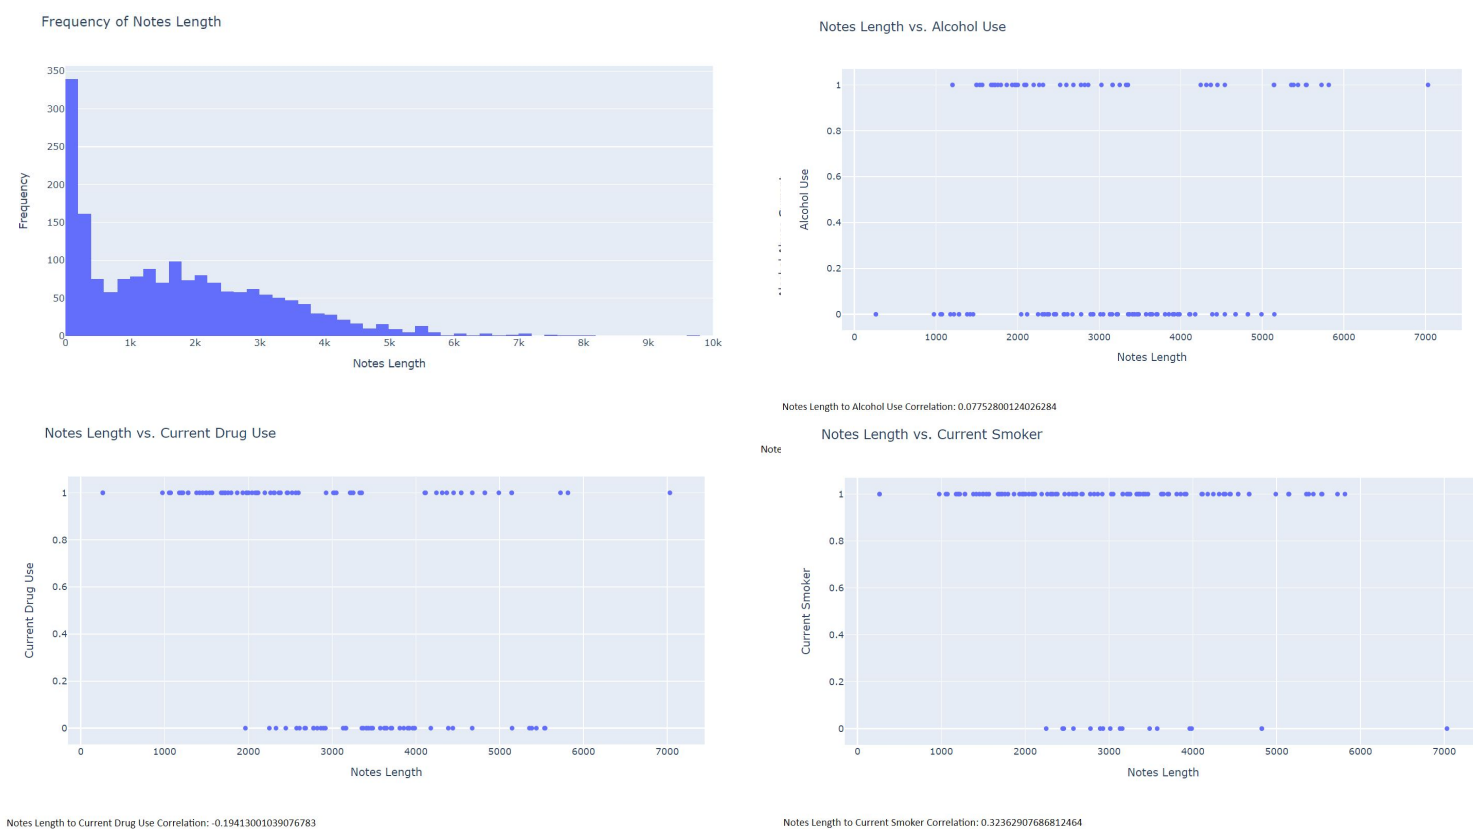 Frequency of Notes Length
350
300
250
200
150
100
50
0
Frequency
0 1k 2k 3k 4k 5k 6k 7k 8k 9k 10k
Notes Length
Notes Length vs. Alcohol Use
1
0.8
0.6
0.4
0.2
0
Alcohol Use
0 1000 2000 3000 4000 5000 6000 7000
Notes Length
Notes Length to Alcohol Use Correlation: 0.07752800124026284
Notes Length vs. Current Drug Use
Note
1
0.8
0.6
0.4
0.2
0
Current Drug Use
0 1000 2000 3000 4000 5000 6000 7000
Notes Length
Notes Length to Current Drug Use Correlation: -0.19413001039076783
Notes Length vs. Current Smoker
1
0.8
0.6
0.4
0.2
0
Current Smoker
0 1000 2000 3000 4000 5000 6000 7000
Notes Length
Notes Length to Current Smoker Correlation: 0.32362907686812464